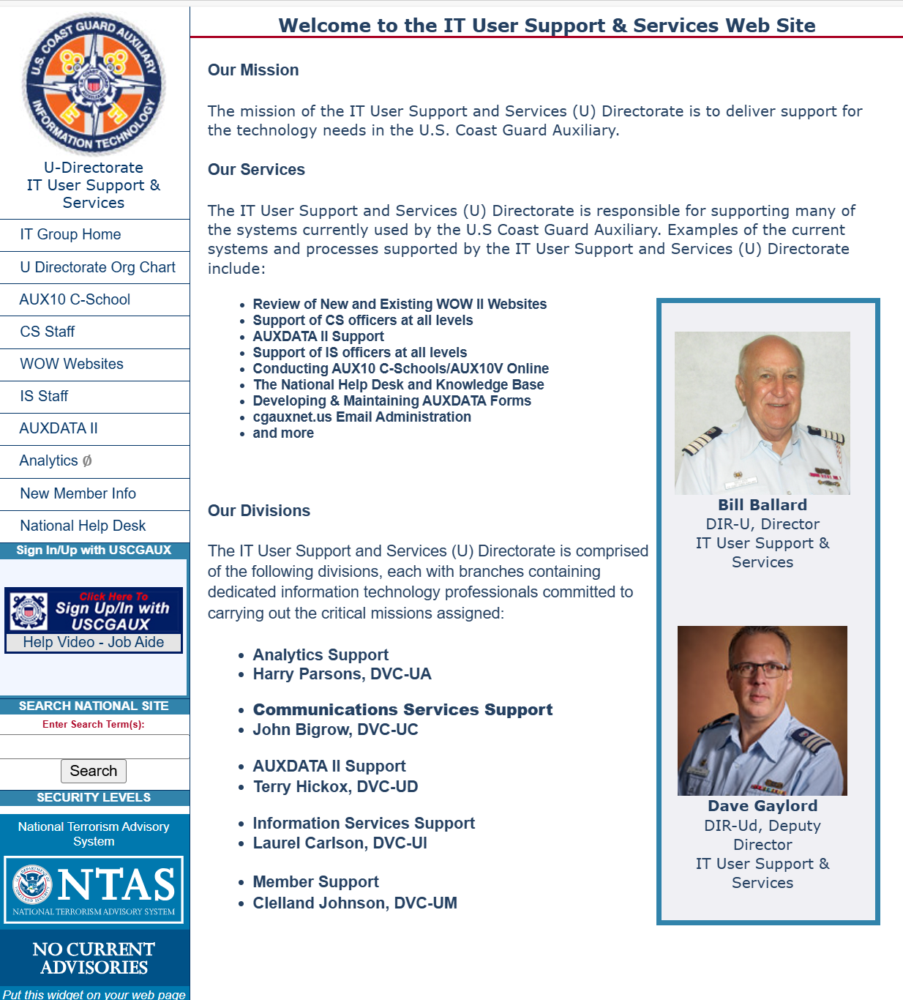 U.S. COAST GUARD AUXILIARY
U.S. COAST GUARD
AUXILIARY
INFORMATION TECHNOLOGY
U-Directorate
IT User Support &
Services
IT Group Home
U Directorate Org Chart
AUX10 C-School
CS Staff
WOW Websites
IS Staff
AUXDATA II
Analytics Ø
New Member Info
National Help Desk
Sign In/Up with USCGAUX
Click Here To
Sign Up/In with
USCGAUX
Help Video - Job Aide
SEARCH NATIONAL SITE
Enter Search Term(s):
Search
SECURITY LEVELS
National Terrorism Advisory
System
NTAS
NATIONAL TERRORISM ADVISORY SYSTEM
NO CURRENT
ADVISORIES
Put this widget on your web page
Welcome to the IT User Support & Services Web Site
Our Mission
The mission of the IT User Support and Services (U) Directorate is to deliver support for
the technology needs in the U.S. Coast Guard Auxiliary.
Our Services
The IT User Support and Services (U) Directorate is responsible for supporting many of
the systems currently used by the U.S Coast Guard Auxiliary. Examples of the current
systems and processes supported by the IT User Support and Services (U) Directorate
include:
• Review of New and Existing WOW II Websites
• Support of CS officers at all levels
• AUXDATA II Support
• Support of IS officers at all levels
• Conducting AUX10 C-Schools/AUX10V Online
• The National Help Desk and Knowledge Base
• Developing & Maintaining AUXDATA Forms
• cgauxnet.us Email Administration
• and more
Our Divisions
The IT User Support and Services (U) Directorate is comprised
of the following divisions, each with branches containing
dedicated information technology professionals committed to
carrying out the critical missions assigned:
• Analytics Support
• Harry Parsons, DVC-UA
• Communications Services Support
• John Bigrow, DVC-UC
• AUXDATA II Support
• Terry Hickox, DVC-UD
• Information Services Support
• Laurel Carlson, DVC-UI
• Member Support
• Clelland Johnson, DVC-UM
Bill Ballard
DIR-U, Director
IT User Support &
Services
Dave Gaylord
DIR-Ud, Deputy
Director
IT User Support &
Services